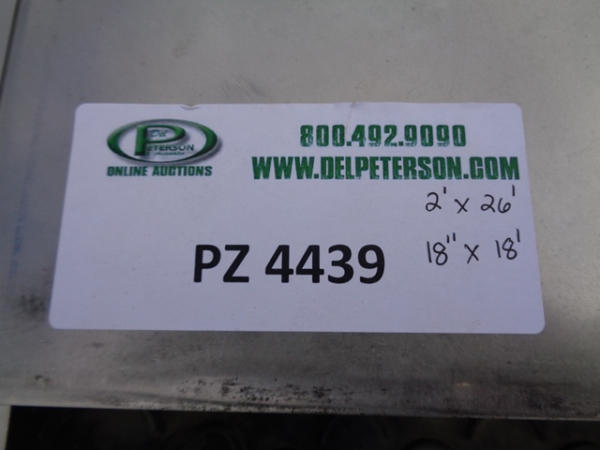 Del
PETERSON
ONLINE AUCTIONS
800.492.9090
WWW.DELPETERSON.COM
2' x 26'
PZ 4439
18" x 18'